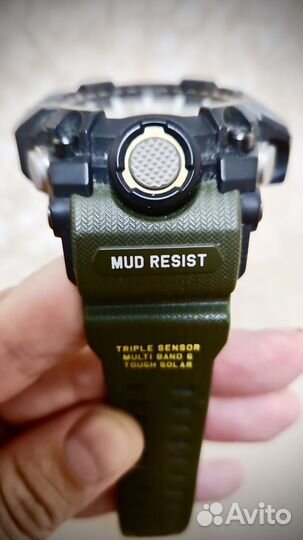 MUD RESIST
TRIPLE SENSOR
MULTI BAND 6
TOUGH SOLAR
Avito